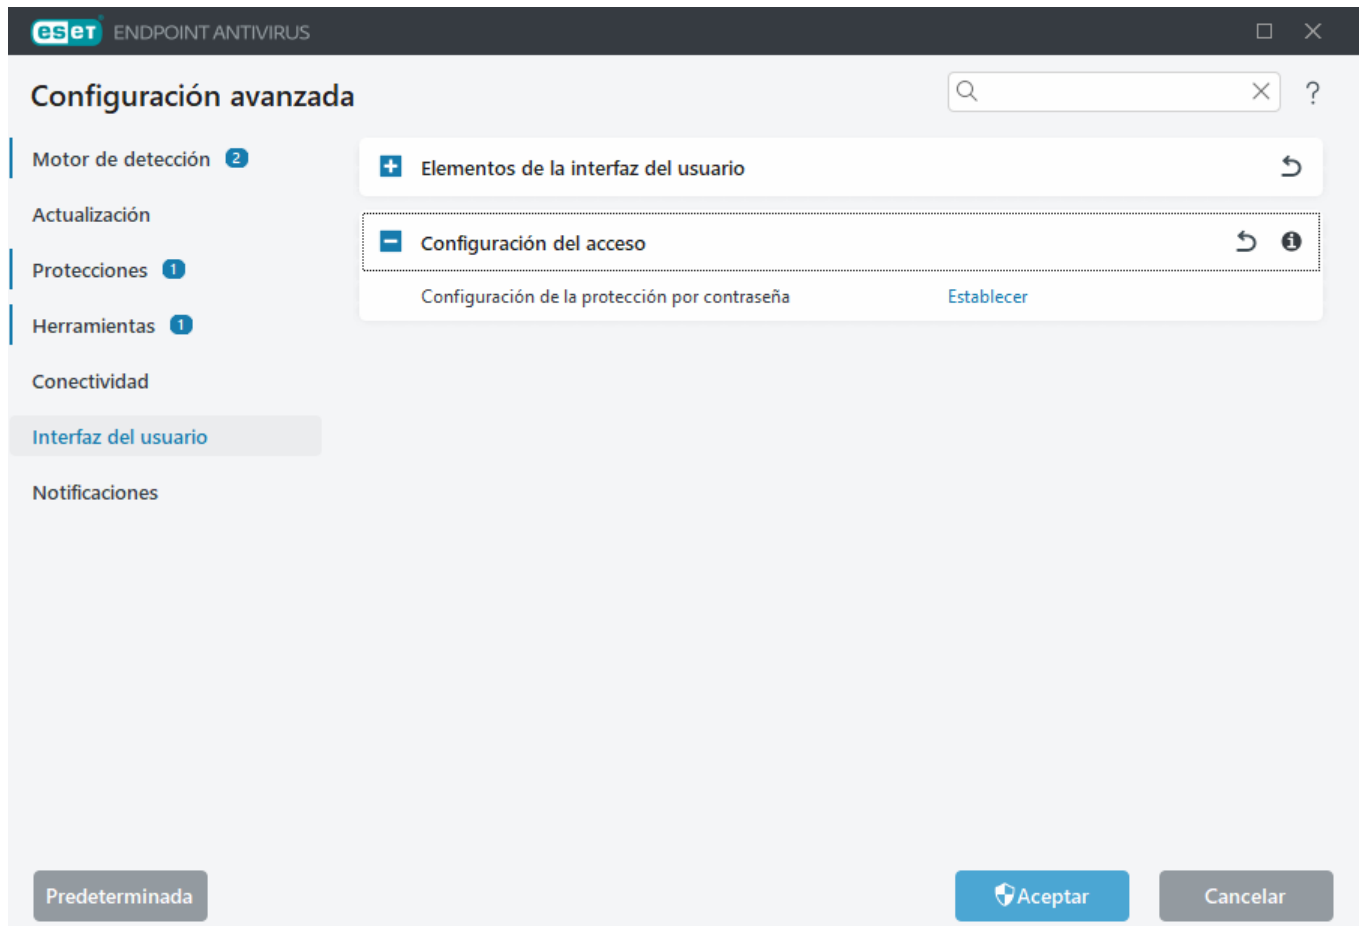 eset ENDPOINT ANTIVIRUS
Configuración avanzada
?
Motor de detección 2
Actualización
Protecciones 1
Herramientas 1
Conectividad
Interfaz del usuario
Notificaciones
Elementos de la interfaz del usuario
Configuración del acceso
Configuración de la protección por contraseña Establecer
Predeterminada
Aceptar
Cancelar